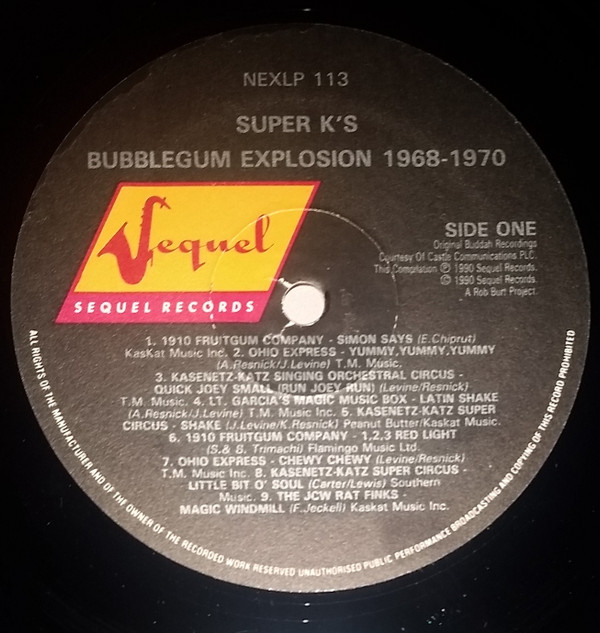 NEXLP 113
SUPER K'S
BUBBLEGUM EXPLOSION 1968-1970
Sequel
SEQUEL RECORDS
SIDE ONE
Original Buddah Recordings
Courtesy Of Castle Communications PLC.
This Compilation ℗ 1990 Sequel Records.
© 1990 Sequel Records.
A Rob Burt Project.
1. 1910 FRUITGUM COMPANY - SIMON SAYS (E.Chiprut)
KasKat Music Inc. 2. OHIO EXPRESS - YUMMY,YUMMY,YUMMY
(A.Resnick/J.Levine) T.M. Music.
3. KASENETZ-KATZ SINGING ORCHESTRAL CIRCUS -
QUICK JOEY SMALL (RUN JOEY RUN) (Levine/Resnick)
T.M. Music. 4. LT. GARCIA'S MAGIC MUSIC BOX - LATIN SHAKE
(A.Resnick/J.Levine) T.M. Music Inc. 5. KASENETZ-KATZ SUPER
CIRCUS - SHAKE (J.Levine/K.Resnick) Peanut Butter/Kaskat Music.
6. 1910 FRUITGUM COMPANY - 1,2,3 RED LIGHT
(S.& B. Trimachi) Flamingo Music Ltd.
7. OHIO EXPRESS - CHEWY CHEWY (Levine/Resnick)
T.M. Music Inc. 8. KASENETZ-KATZ SUPER CIRCUS -
LITTLE BIT O' SOUL (Carter/Lewis) Southern
Music. 9. THE JCW RAT FINKS -
MAGIC WINDMILL (F.Jeckell) Kaskat Music Inc.
ALL RIGHTS OF THE MANUFACTURER AND OF THE OWNER OF THE RECORDED WORK RESERVED UNAUTHORISED PUBLIC PERFORMANCE BROADCASTING AND COPYING OF THIS RECORD PROHIBITED